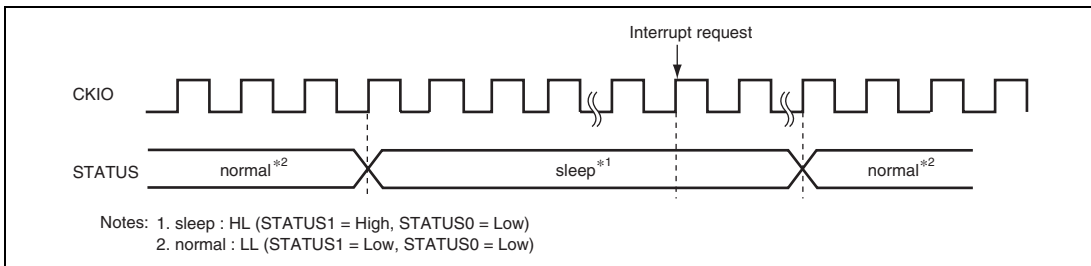 Interrupt request
CKIO
STATUS
normal*2
sleep*1
normal*2
Notes: 1. sleep : HL (STATUS1 = High, STATUS0 = Low)
2. normal : LL (STATUS1 = Low, STATUS0 = Low)